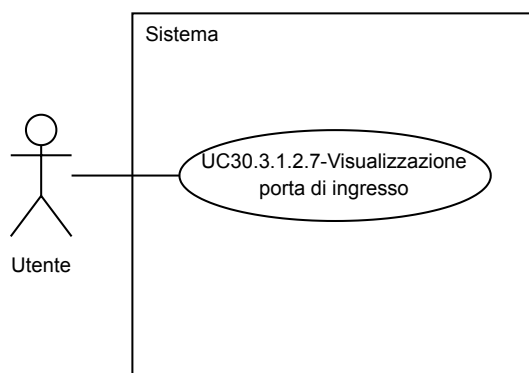 Sistema
UC30.3.1.2.7-Visualizzazione
porta di ingresso
Utente